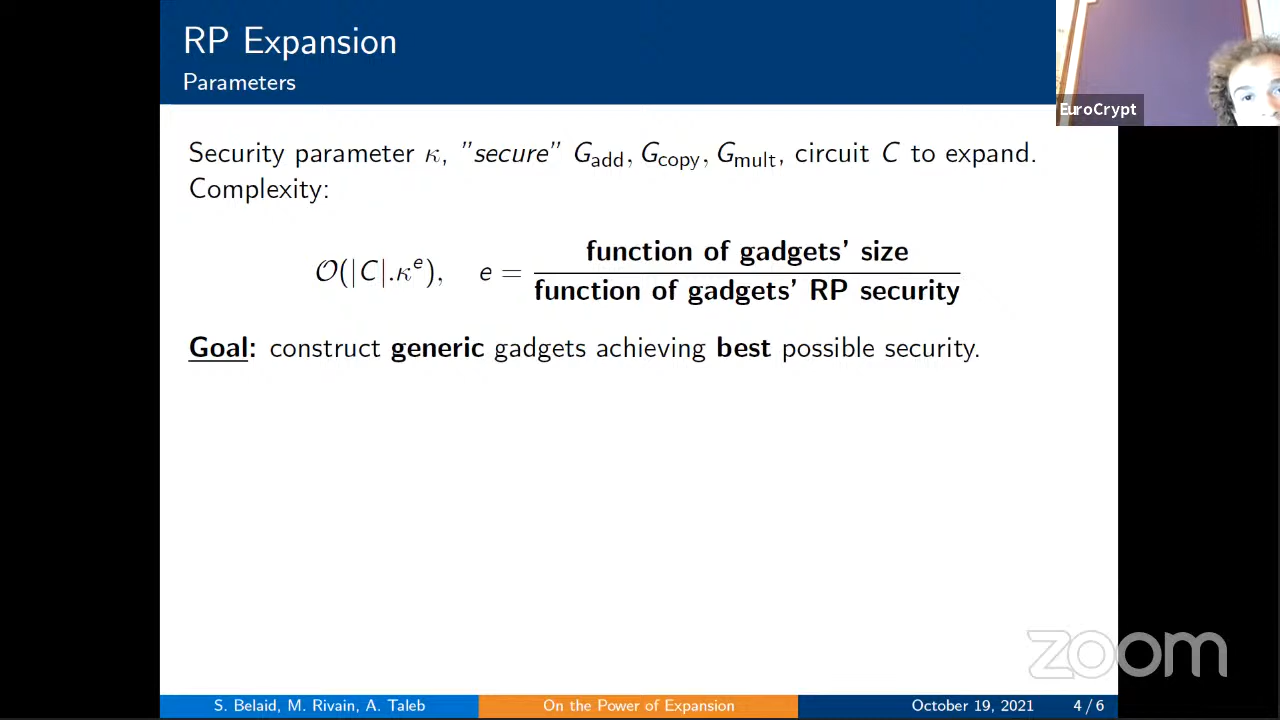 RP Expansion
Parameters
EuroCrypt
Security parameter κ, ”secure” G_add, G_copy, G_mult, circuit C to expand.
Complexity:
O(|C|.κ^e), e = function of gadgets’ size / function of gadgets’ RP security
Goal: construct generic gadgets achieving best possible security.
zoom
S. Belaid, M. Rivain, A. Taleb
On the Power of Expansion
October 19, 2021
4 / 6